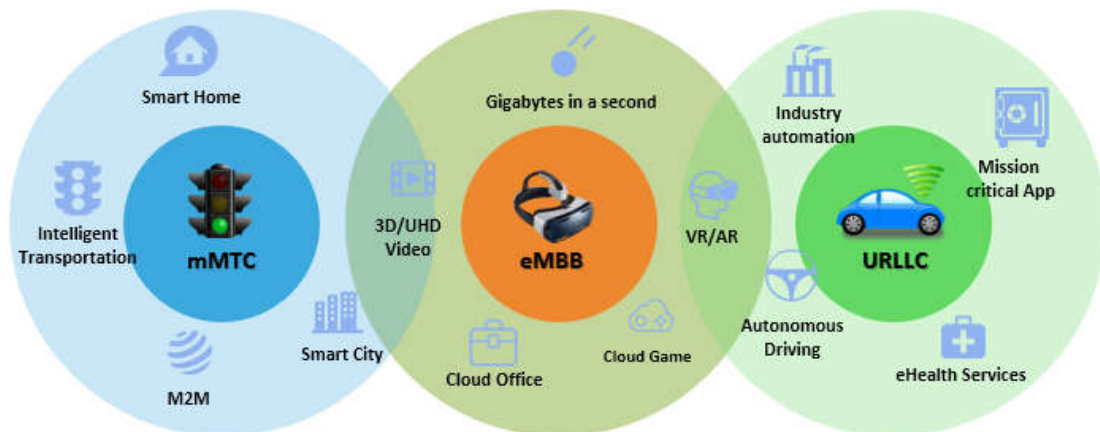 Smart Home
Intelligent
Transportation
mMTC
M2M
Smart City
3D/UHD
Video
Gigabytes in a second
eMBB
Cloud Office
Cloud Game
VR/AR
Industry
automation
Mission
critical App
URLLC
Autonomous
Driving
eHealth Services